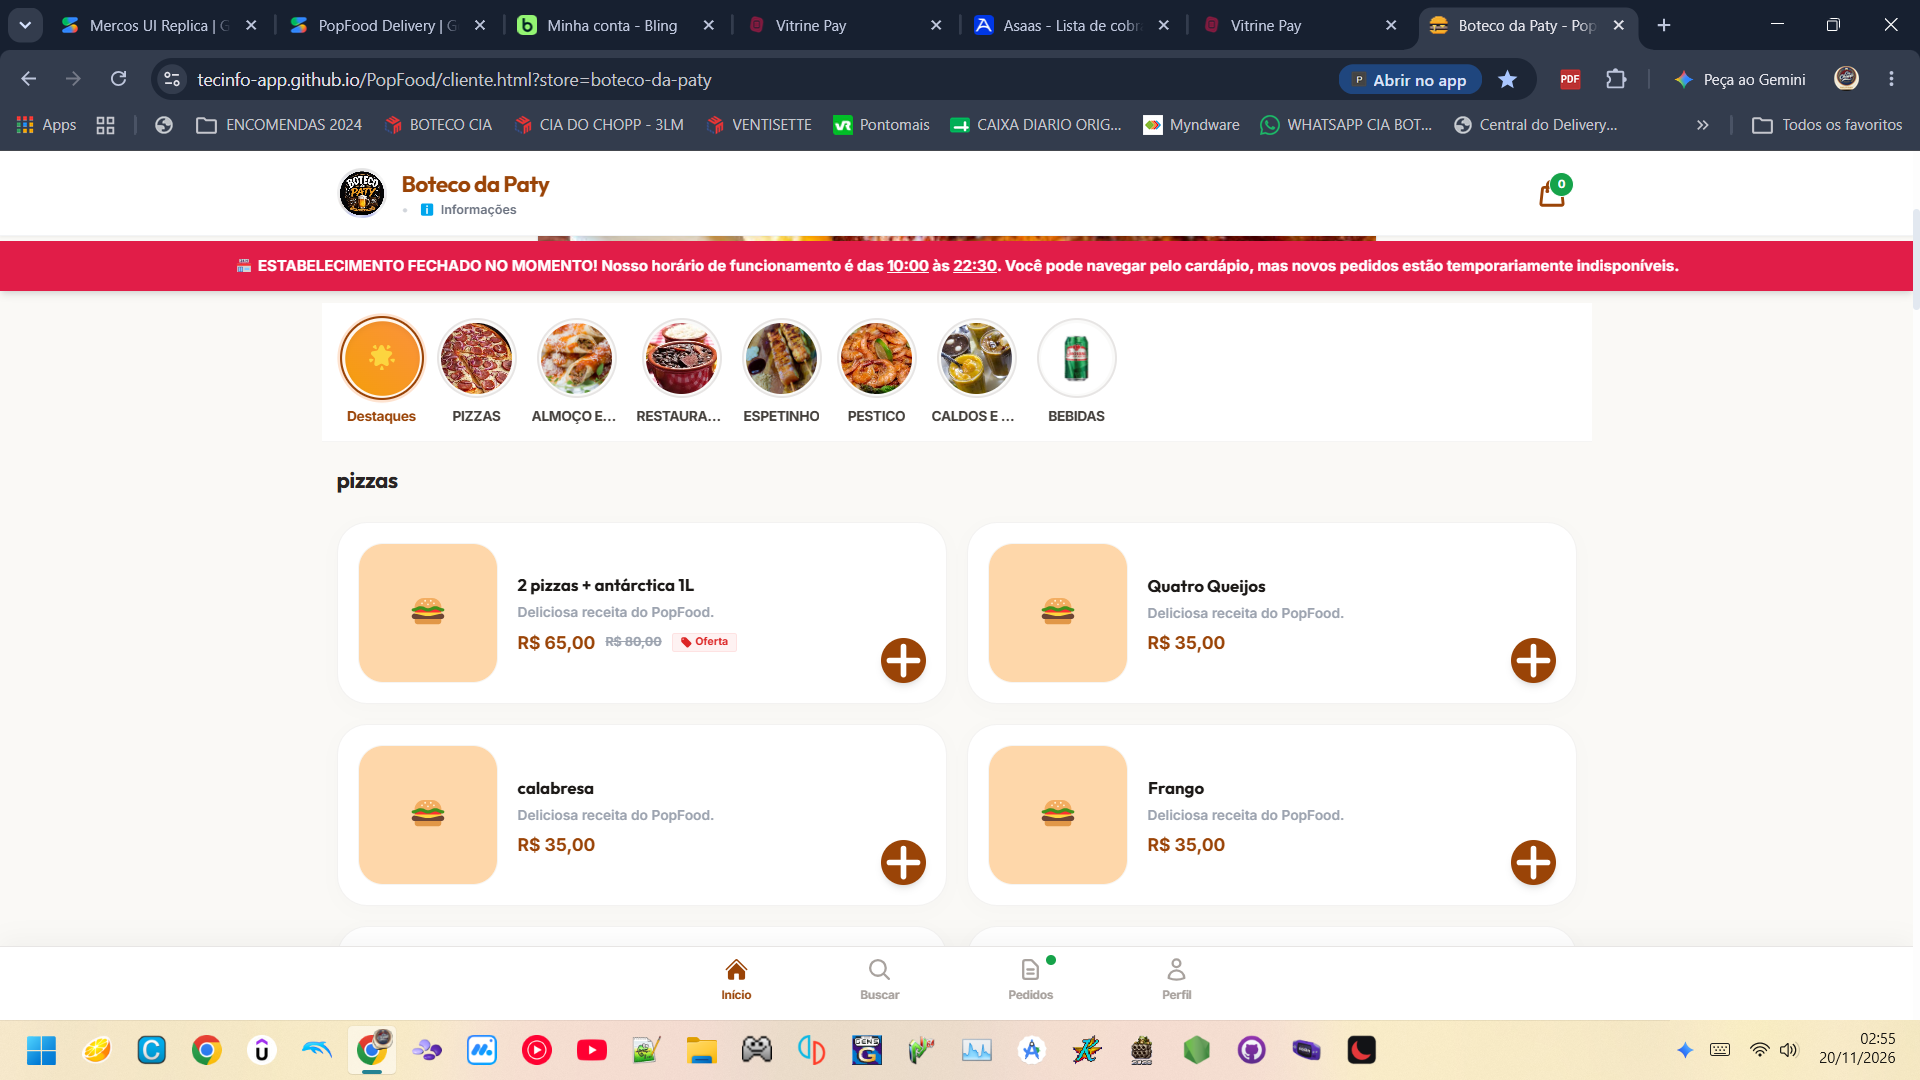 Mercos UI Replica | G
PopFood Delivery | G
Minha conta - Bling
Vitrine Pay
Asaas - Lista de cobr
Vitrine Pay
Boteco da Paty - Pop
tecinfo-app.github.io/PopFood/cliente.html?store=boteco-da-paty
P Abrir no app
PDF
Peça ao Gemini
Apps
ENCOMENDAS 2024
BOTECO CIA
CIA DO CHOPP - 3LM
VENTISETTE
Pontomais
CAIXA DIARIO ORIG...
Myndware
WHATSAPP CIA BOT...
Central do Delivery...
Todos os favoritos
BOTECO PATY
Boteco da Paty
Informações
0
ESTABELECIMENTO FECHADO NO MOMENTO! Nosso horário de funcionamento é das 10:00 às 22:30. Você pode navegar pelo cardápio, mas novos pedidos estão temporariamente indisponíveis.
Destaques
PIZZAS
ALMOÇO E...
RESTAURA...
ESPETINHO
PESTICO
CALDOS E ...
BEBIDAS
pizzas
2 pizzas + antárctica 1L
Deliciosa receita do PopFood.
R$ 65,00 R$ 80,00 Oferta
Quatro Queijos
Deliciosa receita do PopFood.
R$ 35,00
calabresa
Deliciosa receita do PopFood.
R$ 35,00
Frango
Deliciosa receita do PopFood.
R$ 35,00
Início
Buscar
Pedidos
Perfil
02:55
20/11/2026